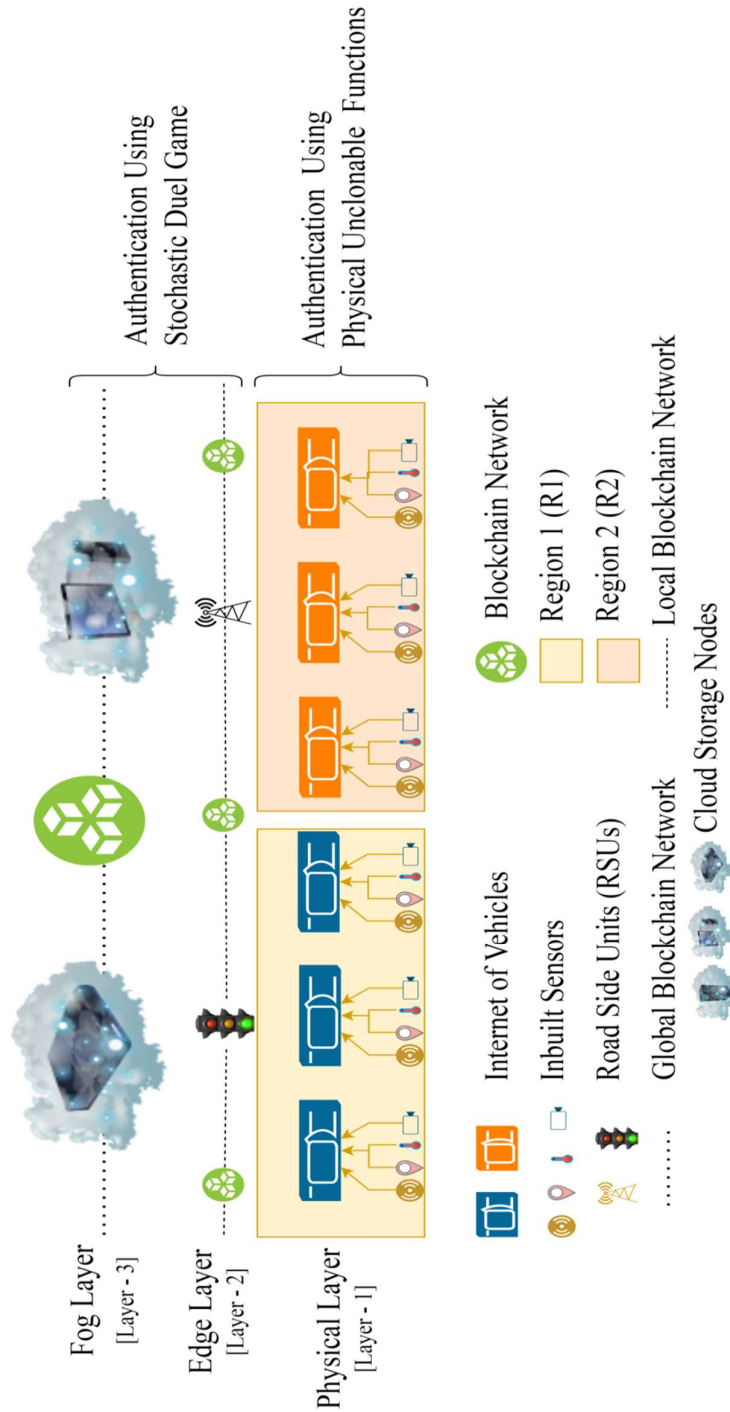 Fog Layer
[Layer - 3]
Edge Layer
[Layer - 2]
Physical Layer
[Layer - 1]
Authentication Using
Stochastic Duel Game
Authentication Using
Physical Unclonable Functions
Internet of Vehicles
Blockchain Network
Inbuilt Sensors
Region 1 (R1)
Road Side Units (RSUs)
Region 2 (R2)
Global Blockchain Network
Local Blockchain Network
Cloud Storage Nodes